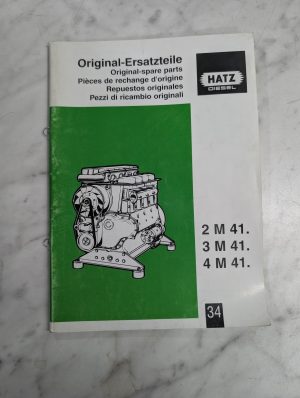 Original-Ersatzteile
Original-spare parts
Pièces de rechange d'origine
Repuestos originales
Pezzi di ricambio originali
HATZ
DIESEL
2 M 41.
3 M 41.
4 M 41.
34